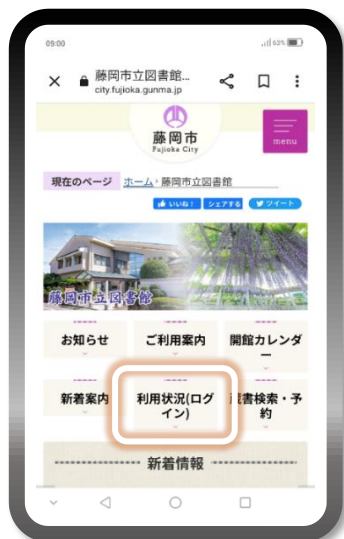 09:00
53%
藤岡市立図書館...
city.fujioka.gunma.jp
藤岡市
Fujioka City
menu
現在のページ ホーム › 藤岡市立図書館
いいね! シェアする ツイート
藤岡市立図書館
お知らせ ご利用案内 開館カレンダ
ー
新着案内 利用状況(ログ 蔵書検索・予
イン) 約
新着情報